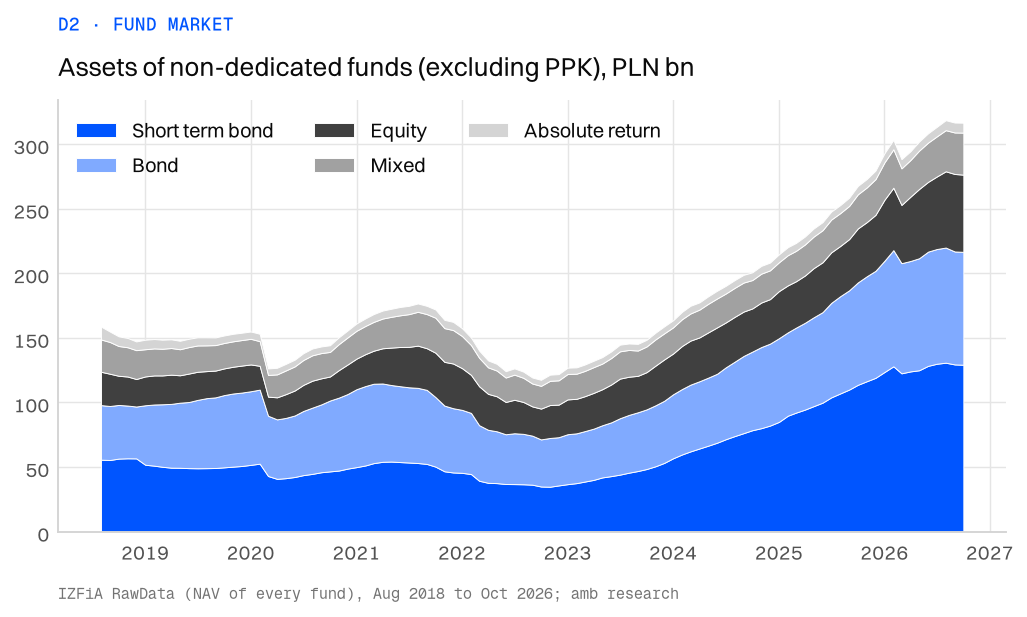 D2 · FUND MARKET
Assets of non-dedicated funds (excluding PPK), PLN bn
Short term bond
Equity
Absolute return
Bond
Mixed
300
250
200
150
100
50
0
2019 2020 2021 2022 2023 2024 2025 2026 2027
IZFiA RawData (NAV of every fund), Aug 2018 to Oct 2026; amb research